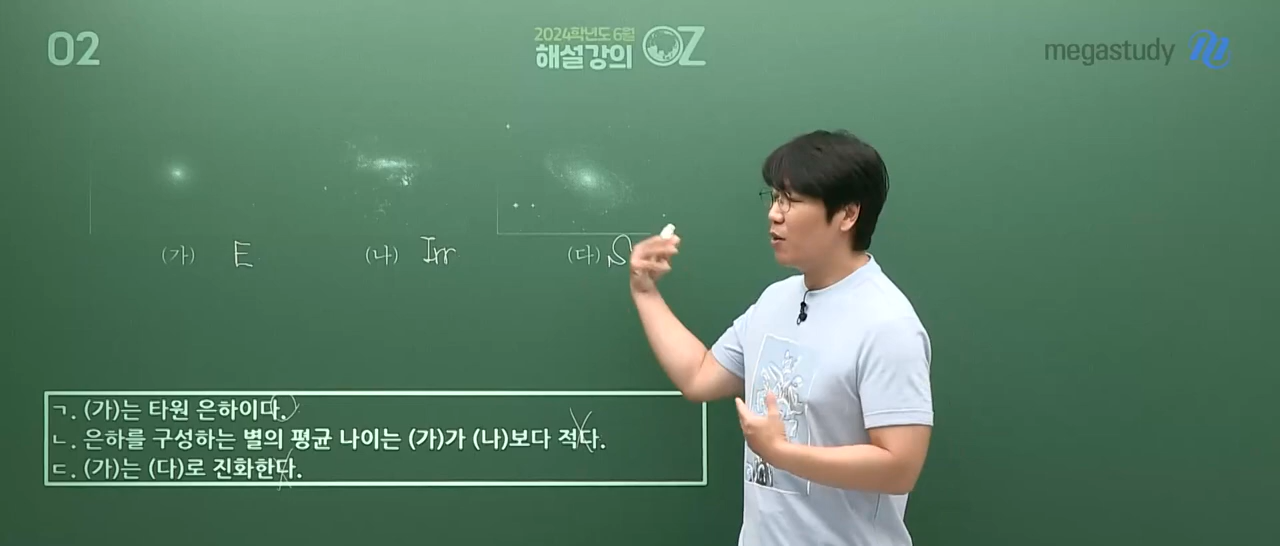 02
2024학년도 6월
해설강의 OZ
megastudy
(가) E (나) Irr (다) S
ㄱ. (가)는 타원 은하이다.
ㄴ. 은하를 구성하는 별의 평균 나이는 (가)가 (나)보다 적다.
ㄷ. (가)는 (다)로 진화한다.